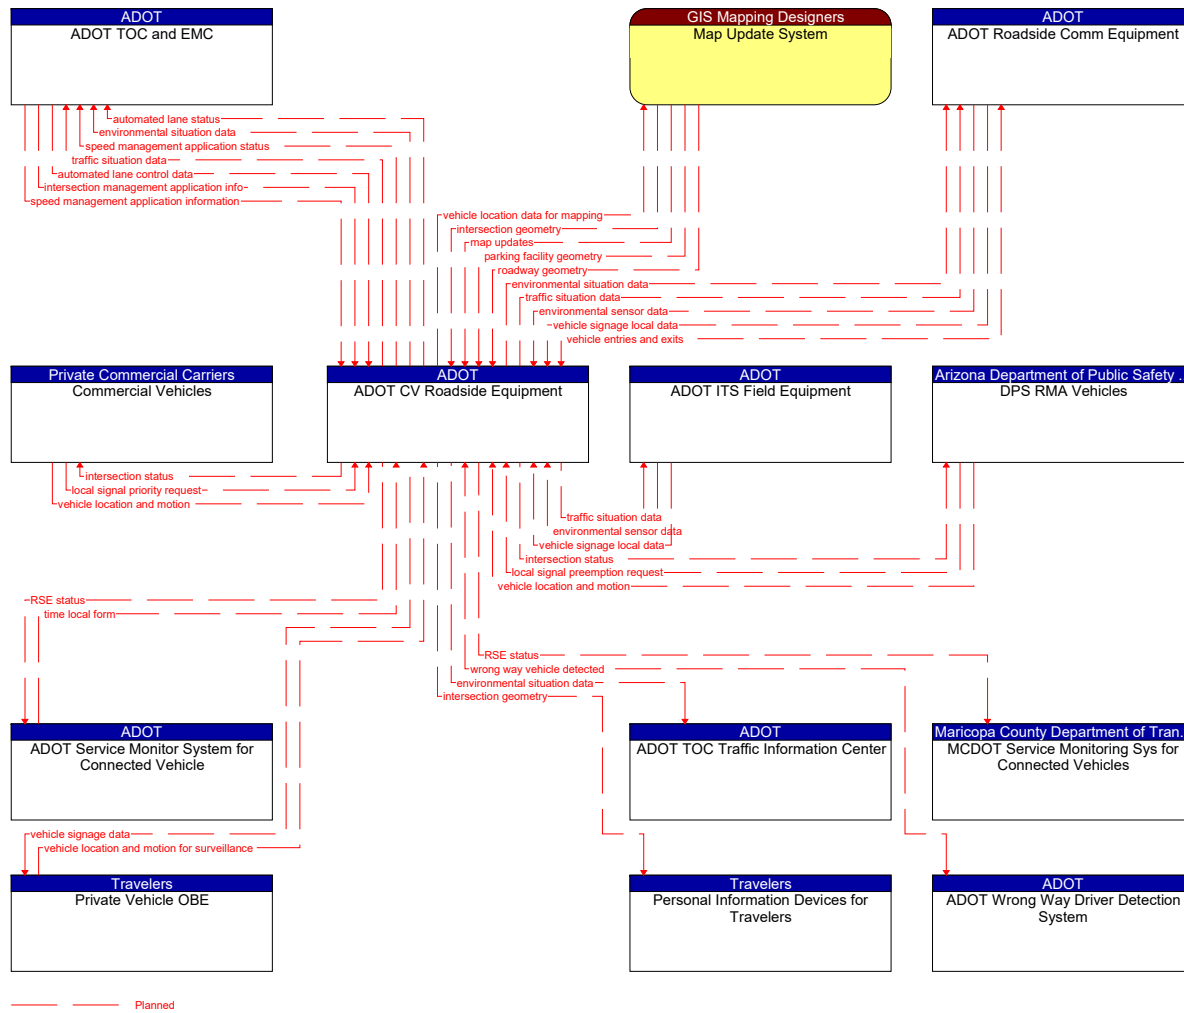 ADOT
ADOT TOC and EMC
GIS Mapping Designers
Map Update System
ADOT
ADOT Roadside Comm Equipment
automated lane status
environmental situation data
speed management application status
traffic situation data
automated lane control data
intersection management application info
speed management application information
vehicle location data for mapping
intersection geometry
map updates
parking facility geometry
roadway geometry
environmental situation data
traffic situation data
environmental sensor data
vehicle signage local data
vehicle entries and exits
Private Commercial Carriers
Commercial Vehicles
ADOT
ADOT CV Roadside Equipment
ADOT
ADOT ITS Field Equipment
Arizona Department of Public Safety ..
DPS RMA Vehicles
intersection status
local signal priority request
vehicle location and motion
traffic situation data
environmental sensor data
vehicle signage local data
intersection status
local signal preemption request
vehicle location and motion
RSE status
time local form
RSE status
wrong way vehicle detected
environmental situation data
intersection geometry
ADOT
ADOT Service Monitor System for
Connected Vehicle
ADOT
ADOT TOC Traffic Information Center
Maricopa County Department of Tran..
MCDOT Service Monitoring Sys for
Connected Vehicles
vehicle signage data
vehicle location and motion for surveillance
Travelers
Private Vehicle OBE
Travelers
Personal Information Devices for
Travelers
ADOT
ADOT Wrong Way Driver Detection
System
Planned